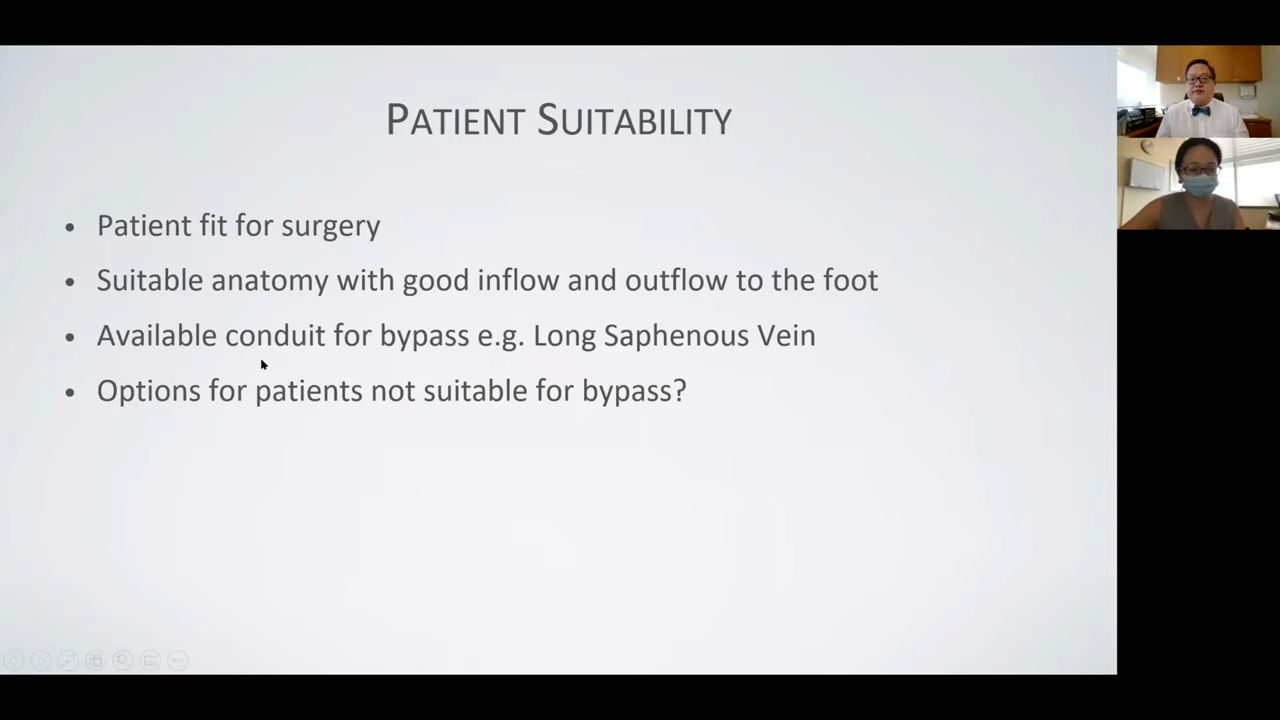 PATIENT SUITABILITY
• Patient fit for surgery
• Suitable anatomy with good inflow and outflow to the foot
• Available conduit for bypass e.g. Long Saphenous Vein
• Options for patients not suitable for bypass?